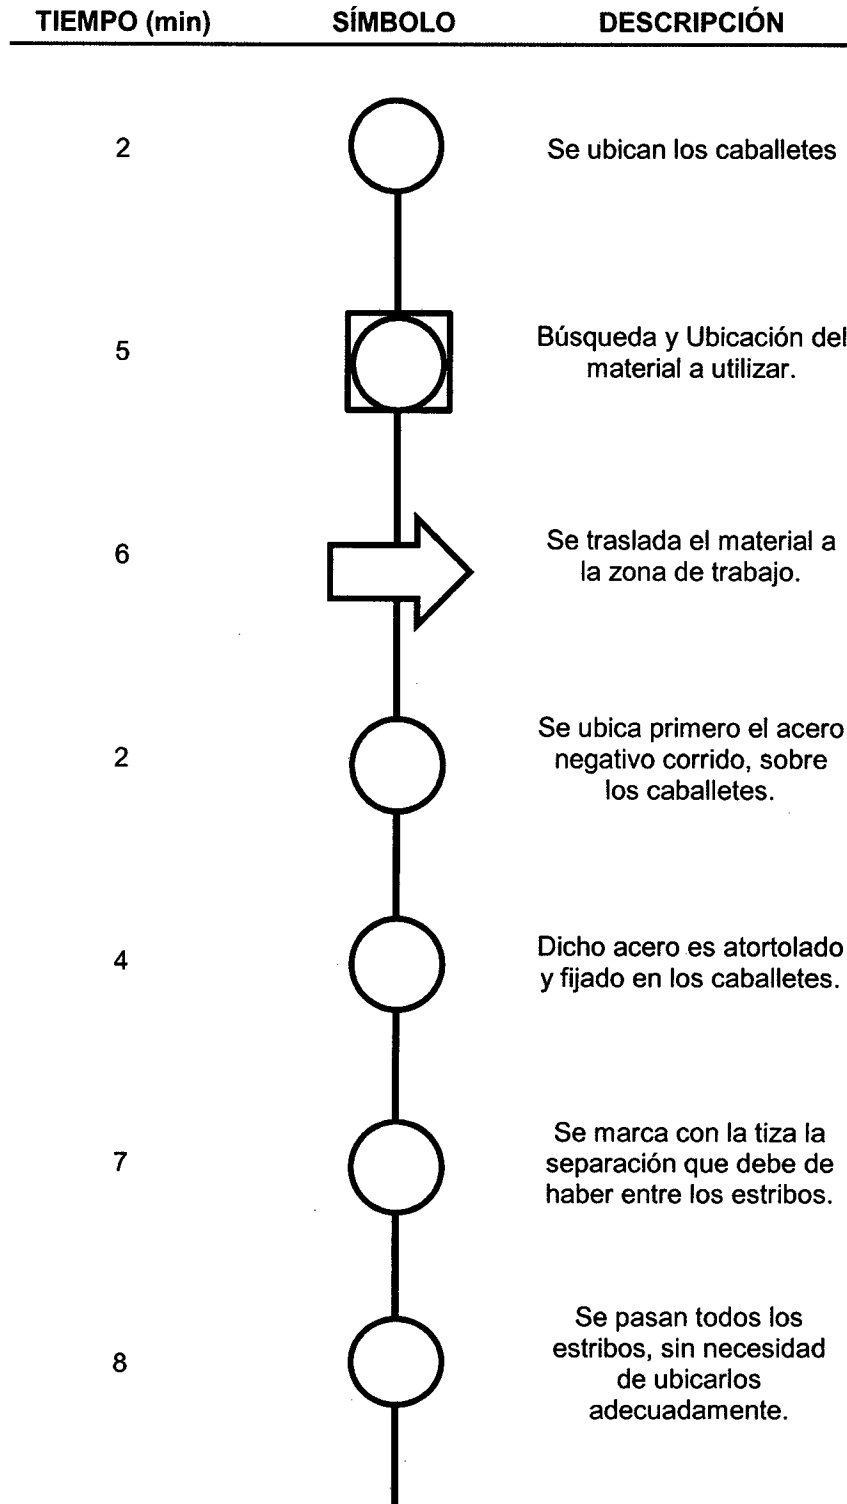 TIEMPO (min) SÍMBOLO DESCRIPCIÓN
2 Se ubican los caballetes
5 Búsqueda y Ubicación del
material a utilizar.
6 Se traslada el material a
la zona de trabajo.
2 Se ubica primero el acero
negativo corrido, sobre
los caballetes.
4 Dicho acero es atortolado
y fijado en los caballetes.
7 Se marca con la tiza la
separación que debe de
haber entre los estribos.
8 Se pasan todos los
estribos, sin necesidad
de ubicarlos
adecuadamente.